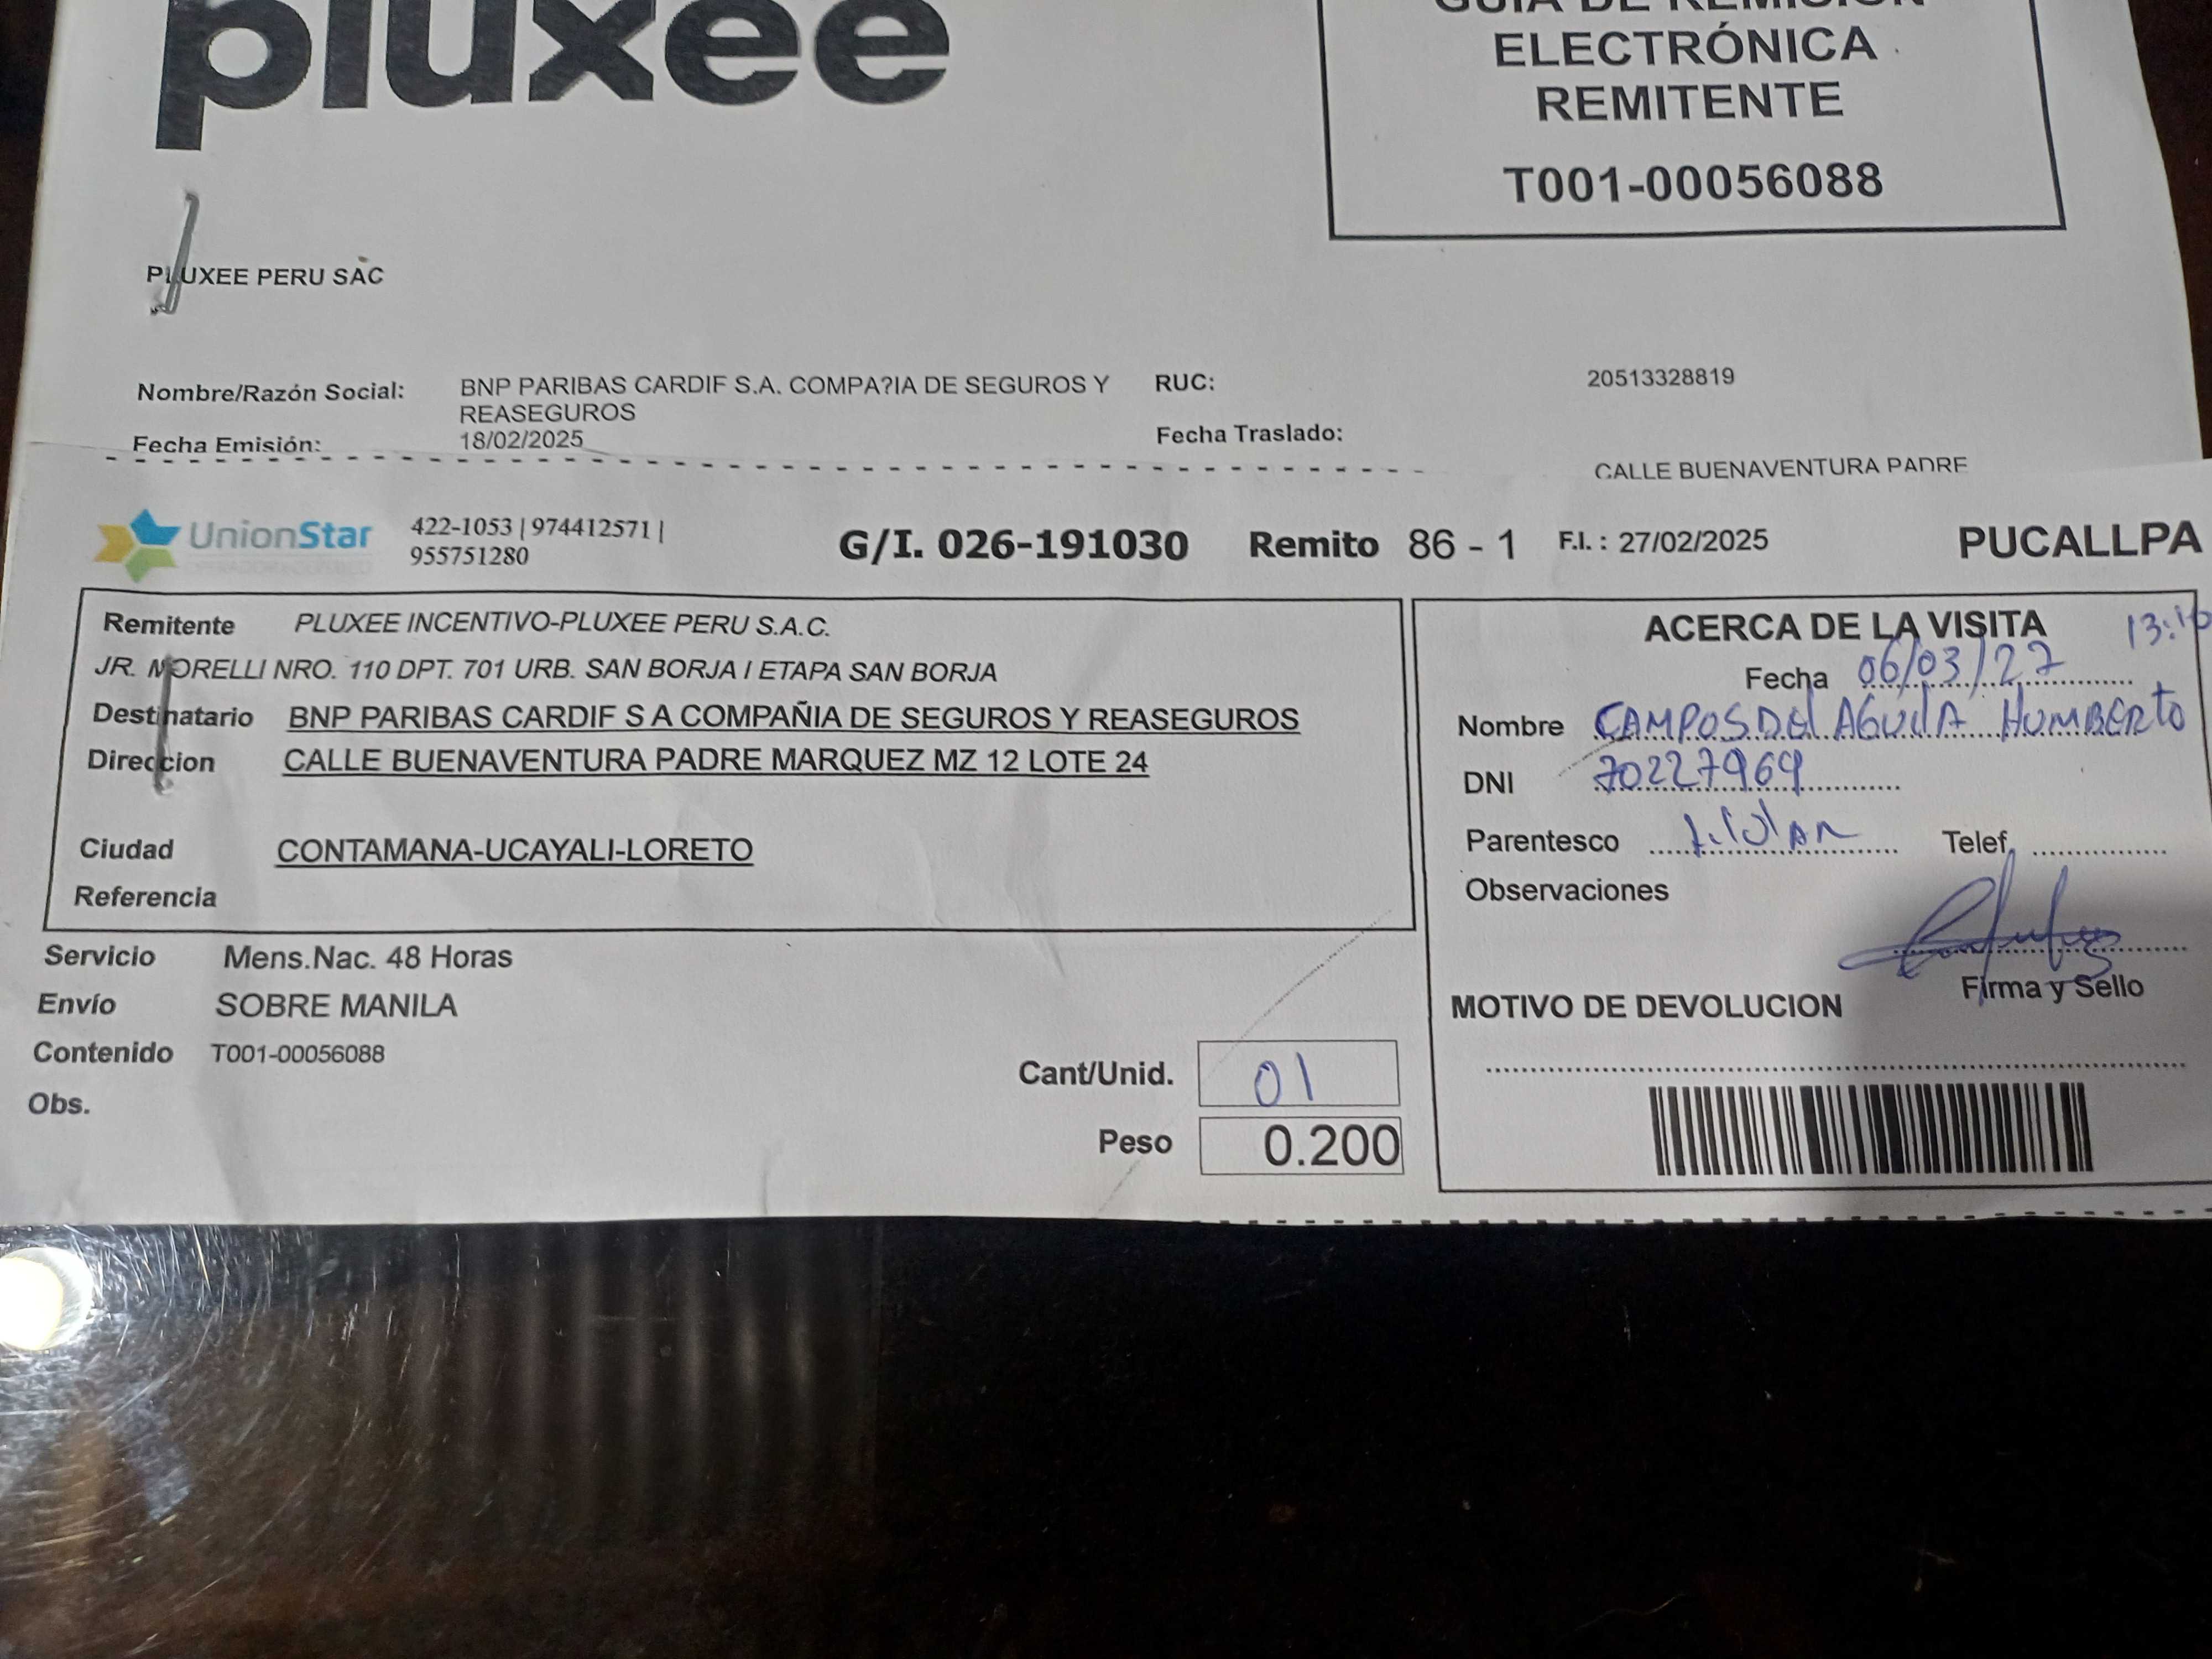 pluxee
GUIA DE REMISIÓN
ELECTRÓNICA
REMITENTE
T001-00056088
PLUXEE PERU SAC
Nombre/Razón Social: BNP PARIBAS CARDIF S.A. COMPA?IA DE SEGUROS Y REASEGUROS
RUC: 20513328819
Fecha Emisión: 18/02/2025
Fecha Traslado:
CALLE BUENAVENTURA PADRE
UnionStar
422-1053 | 974412571 |
955751280
G/I. 026-191030 Remito 86 - 1 F.I. : 27/02/2025 PUCALLPA
Remitente PLUXEE INCENTIVO-PLUXEE PERU S.A.C.
JR. MORELLI NRO. 110 DPT. 701 URB. SAN BORJA I ETAPA SAN BORJA
Destinatario BNP PARIBAS CARDIF S A COMPAÑIA DE SEGUROS Y REASEGUROS
Direccion CALLE BUENAVENTURA PADRE MARQUEZ MZ 12 LOTE 24
Ciudad CONTAMANA-UCAYALI-LORETO
Referencia
Servicio Mens.Nac. 48 Horas
Envío SOBRE MANILA
Contenido T001-00056088
Obs.
Cant/Unid. 01
Peso 0.200
ACERCA DE LA VISITA 13:10
Fecha 06/03/27
Nombre CAMPOS DEl AGUilA HUMBERto
DNI 70227969
Parentesco titulAR Telef.
Observaciones
Firma y Sello
MOTIVO DE DEVOLUCION